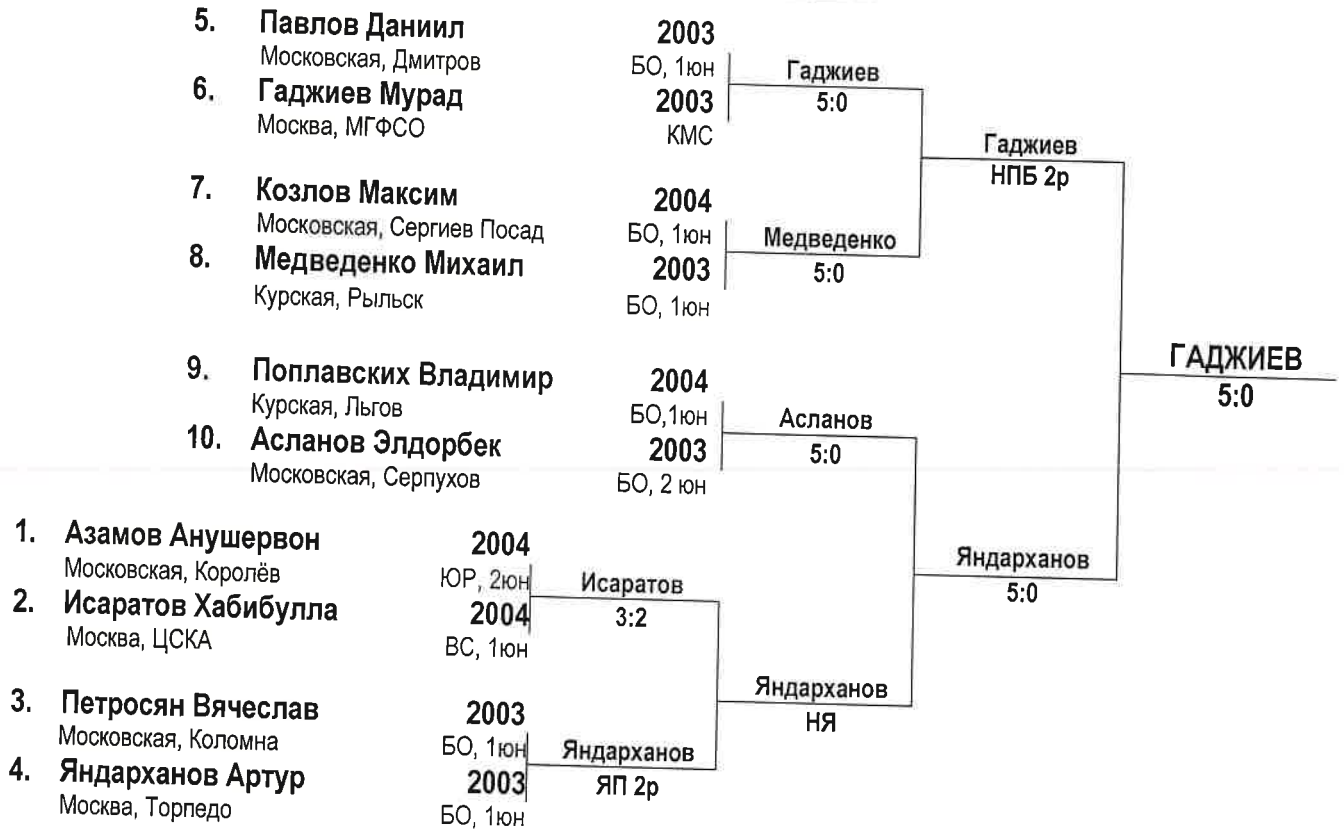 5. Павлов Даниил 2003
Московская, Дмитров БО, 1юн
6. Гаджиев Мурад 2003
Москва, МГФСО КМС
Гаджиев
5:0
7. Козлов Максим 2004
Московская, Сергиев Посад БО, 1юн
8. Медведенко Михаил 2003
Курская, Рыльск БО, 1юн
Медведенко
5:0
Гаджиев
НПБ 2р
9. Поплавских Владимир 2004
Курская, Льгов БО,1юн
10. Асланов Элдорбек 2003
Московская, Серпухов БО, 2 юн
Асланов
5:0
ГАДЖИЕВ
5:0
1. Азамов Анушервон 2004
Московская, Королёв ЮР, 2юн
2. Исаратов Хабибулла 2004
Москва, ЦСКА ВС, 1юн
Исаратов
3:2
Яндарханов
5:0
3. Петросян Вячеслав 2003
Московская, Коломна БО, 1юн
4. Яндарханов Артур 2003
Москва, Торпедо БО, 1юн
Яндарханов
ЯП 2р
Яндарханов
НЯ